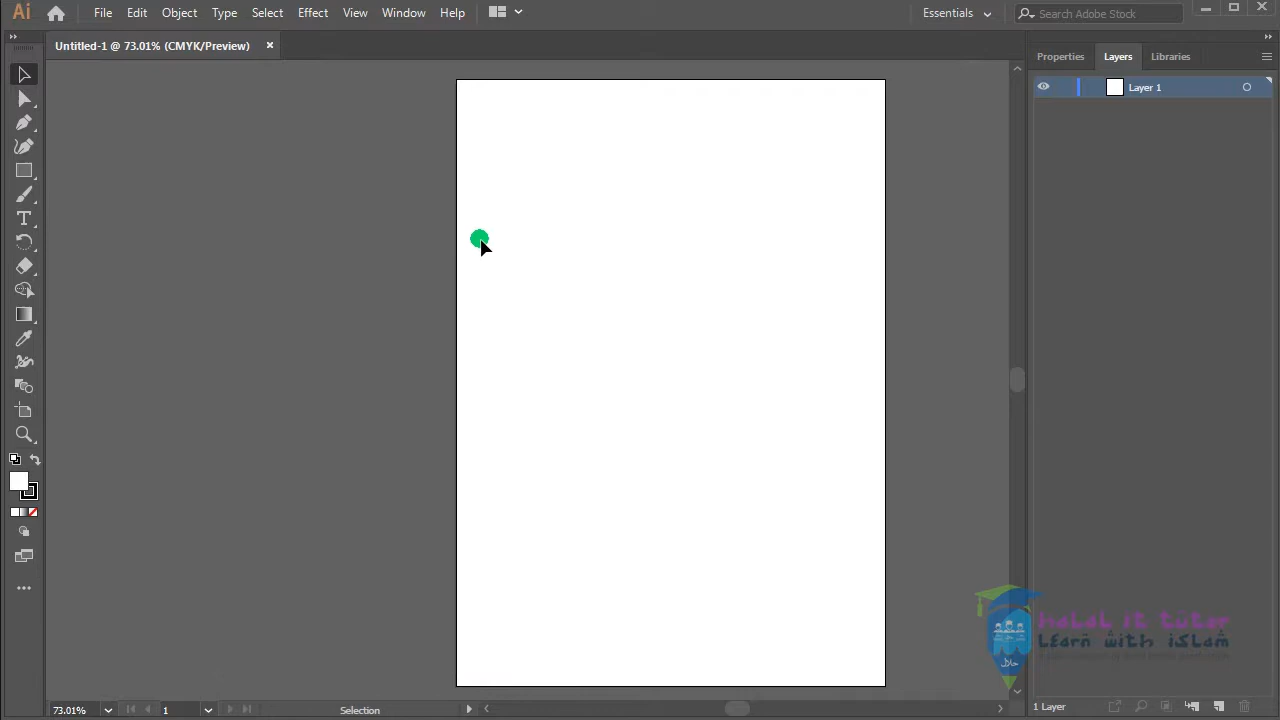 Ai File Edit Object Type Select Effect View Window Help Essentials Search Adobe Stock
Untitled-1 @ 73.01% (CMYK/Preview)
Properties Layers Libraries
Layer 1
halal it tutor
Learn with islam
حلال
73.01% 1 Selection
1 Layer